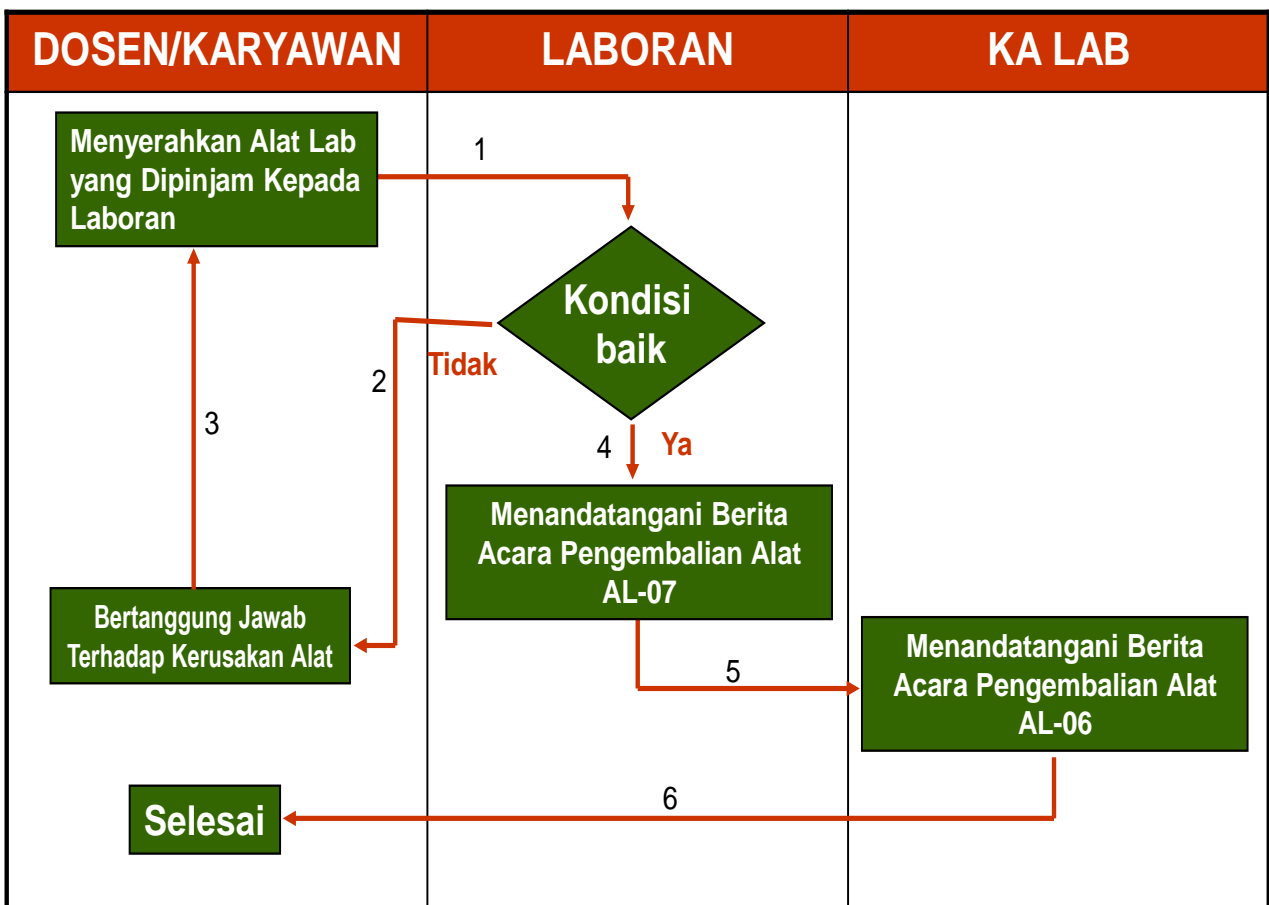 DOSEN/KARYAWAN
LABORAN
KA LAB
Menyerahkan Alat Lab
yang Dipinjam Kepada
Laboran
1
Kondisi
baik
Tidak
2
3
4
Ya
Menandatangani Berita
Acara Pengembalian Alat
AL-07
Bertanggung Jawab
Terhadap Kerusakan Alat
5
Menandatangani Berita
Acara Pengembalian Alat
AL-06
6
Selesai